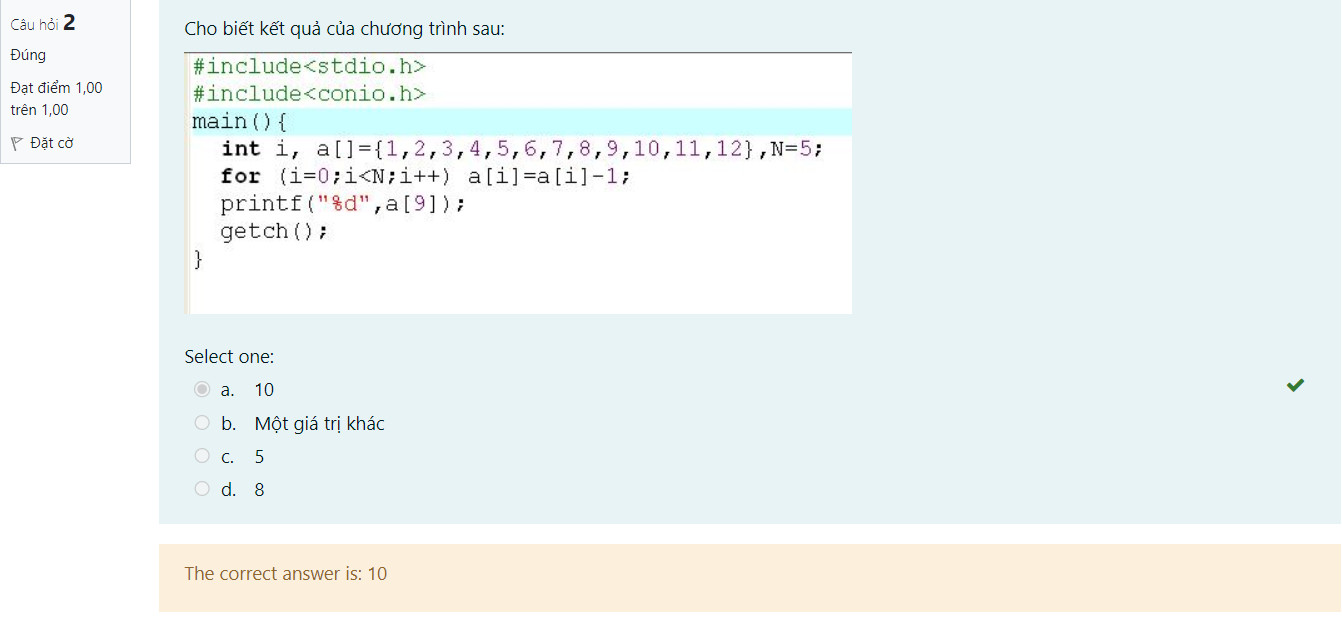 Câu hỏi 2
Đúng
Đạt điểm 1,00
trên 1,00
Đặt cờ
Cho biết kết quả của chương trình sau:
#include<stdio.h>
#include<conio.h>
main(){
int i, a[]={1,2,3,4,5,6,7,8,9,10,11,12},N=5;
for (i=0;i<N;i++) a[i]=a[i]-1;
printf("%d",a[9]);
getch();
}
Select one:
a. 10
b. Một giá trị khác
c. 5
d. 8
The correct answer is: 10